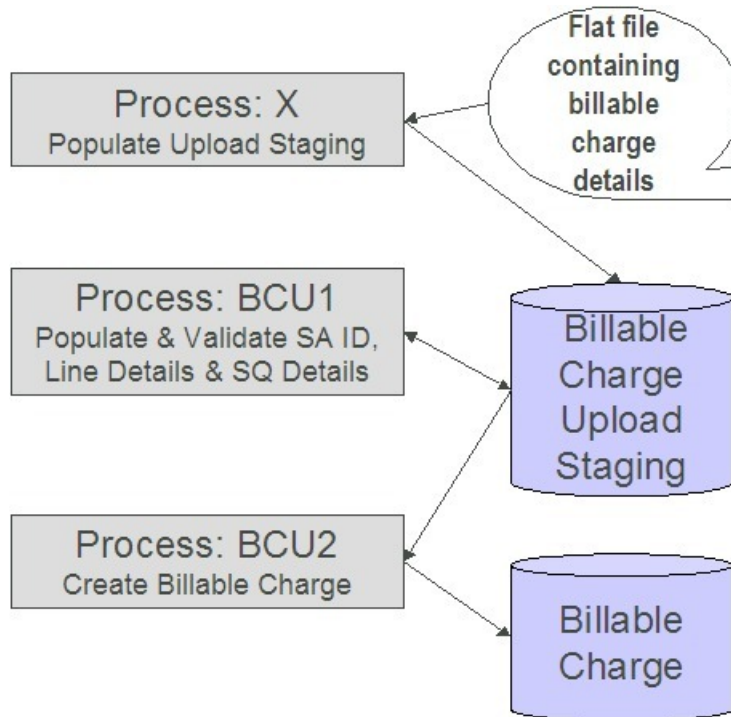 Flat file
containing
billable
charge
details
Process: X
Populate Upload Staging
Process: BCU1
Populate & Validate SA ID,
Line Details & SQ Details
Billable
Charge
Upload
Staging
Process: BCU2
Create Billable Charge
Billable
Charge